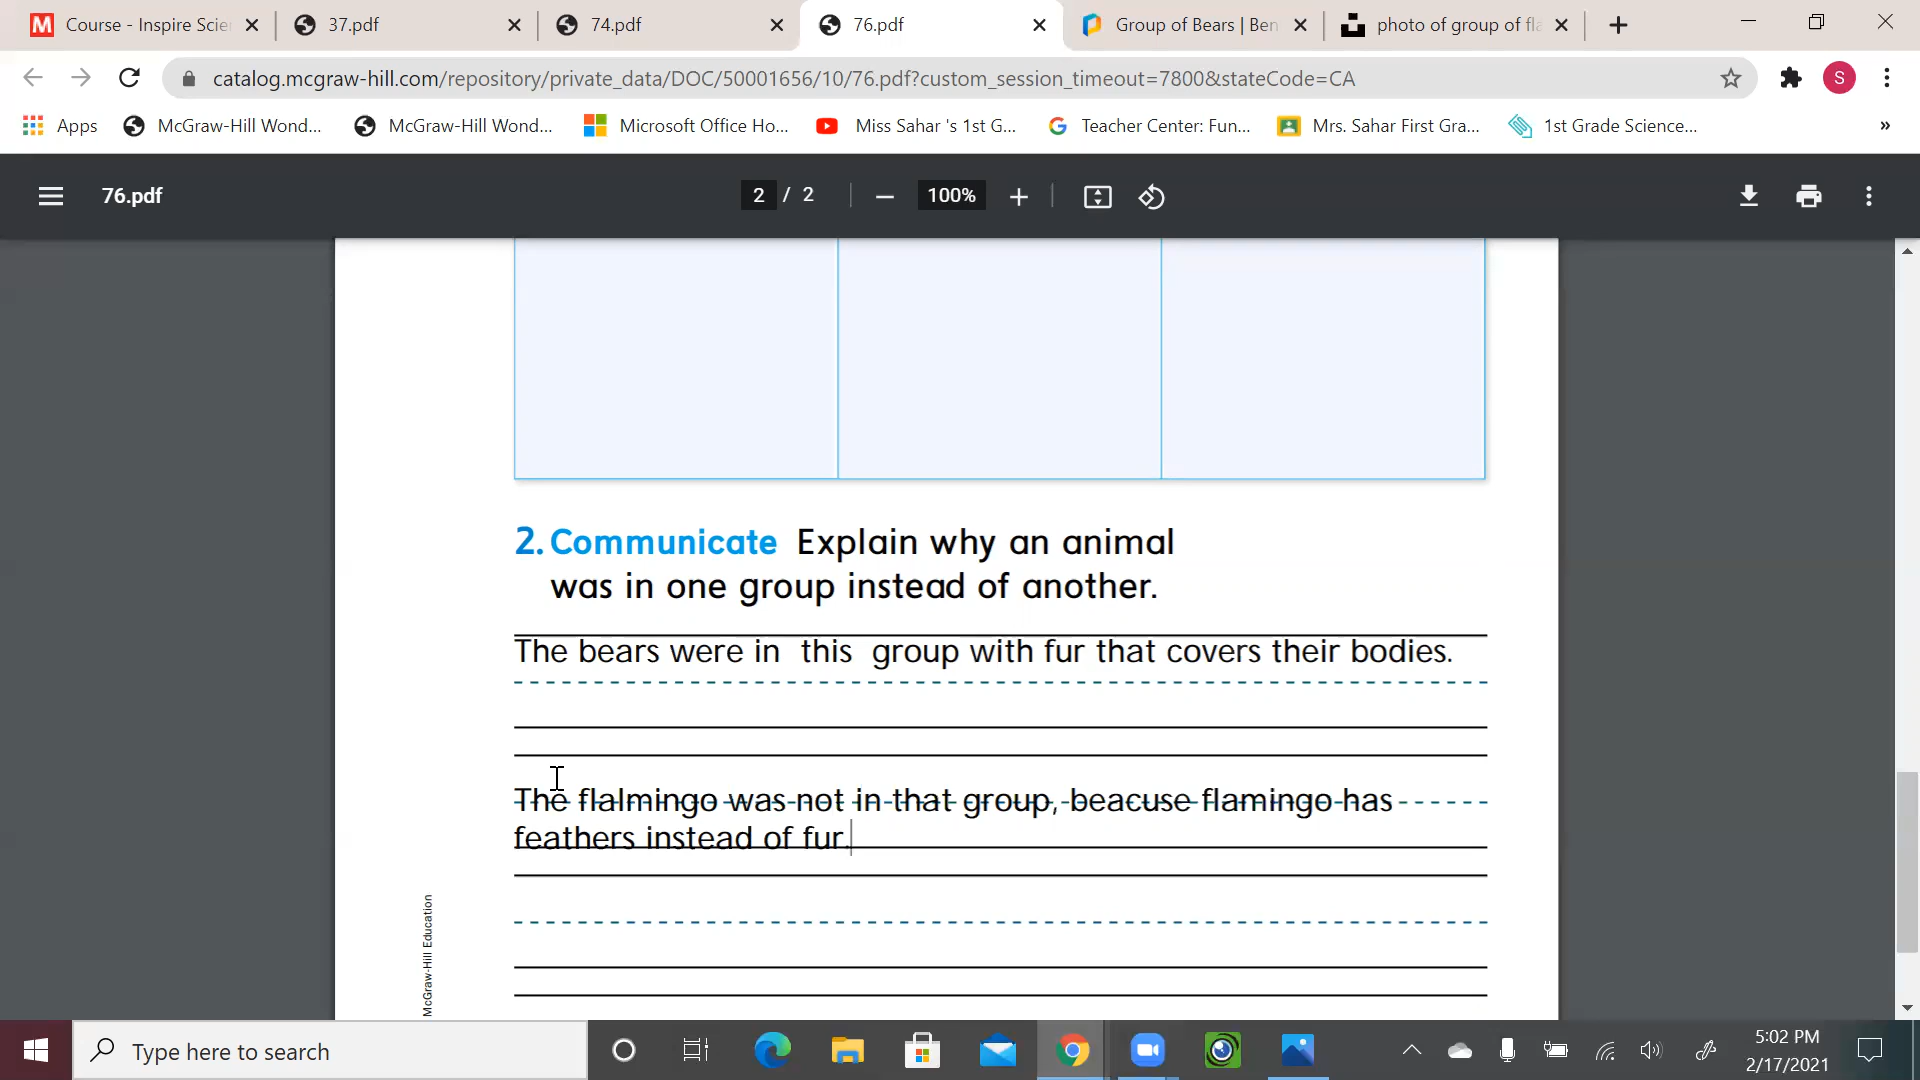 Course - Inspire Scie
37.pdf
74.pdf
76.pdf
Group of Bears | Ben
photo of group of fla
catalog.mcgraw-hill.com/repository/private_data/DOC/50001656/10/76.pdf?custom_session_timeout=7800&stateCode=CA
S
Apps
McGraw-Hill Wond...
McGraw-Hill Wond...
Microsoft Office Ho...
Miss Sahar 's 1st G...
Teacher Center: Fun...
Mrs. Sahar First Gra...
1st Grade Science...
»
76.pdf
2 / 2
100%
2. Communicate Explain why an animal
was in one group instead of another.
The bears were in this group with fur that covers their bodies.
The flalmingo was not in that group, beacuse flamingo has
feathers instead of fur.
McGraw-Hill Education
Type here to search
5:02 PM
2/17/2021